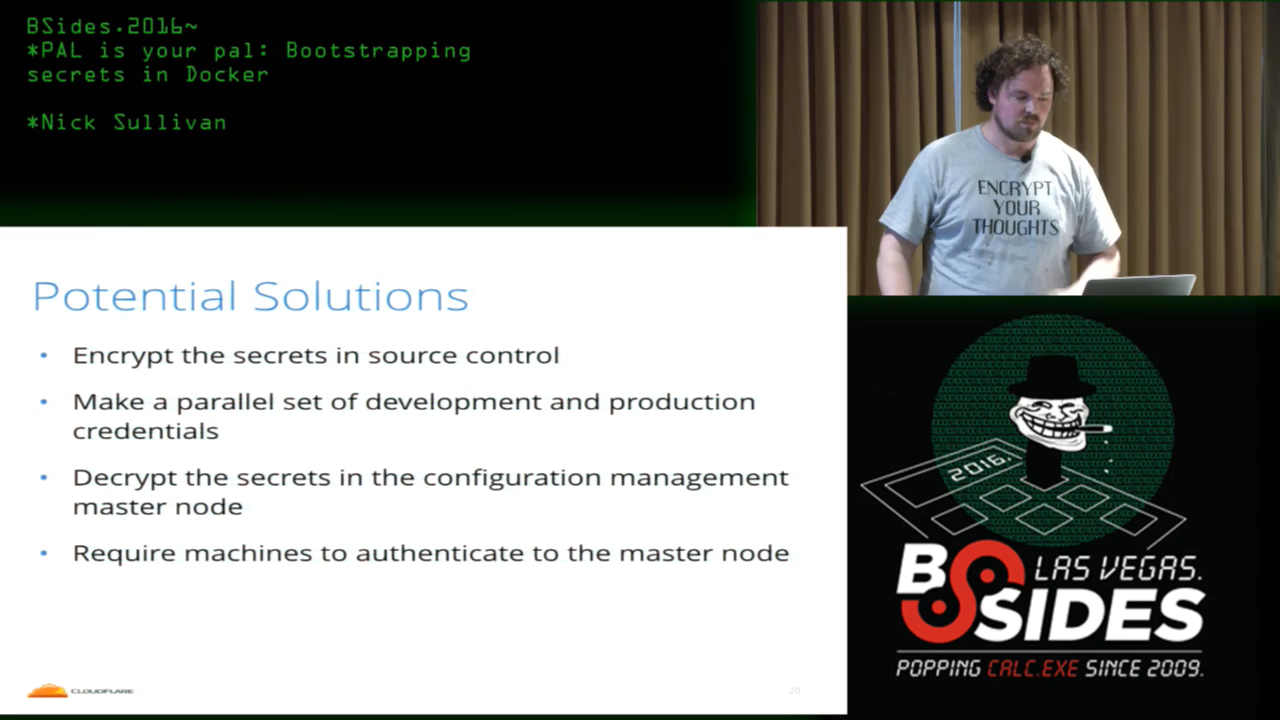 BSides.2016~
*PAL is your pal: Bootstrapping
secrets in Docker
*Nick Sullivan
ENCRYPT
YOUR
THOUGHTS
Potential Solutions
• Encrypt the secrets in source control
• Make a parallel set of development and production
credentials
• Decrypt the secrets in the configuration management
master node
• Require machines to authenticate to the master node
CLOUDFLARE
20
2016.
BSIDES
LAS VEGAS.
POPPING CALC.EXE SINCE 2009.